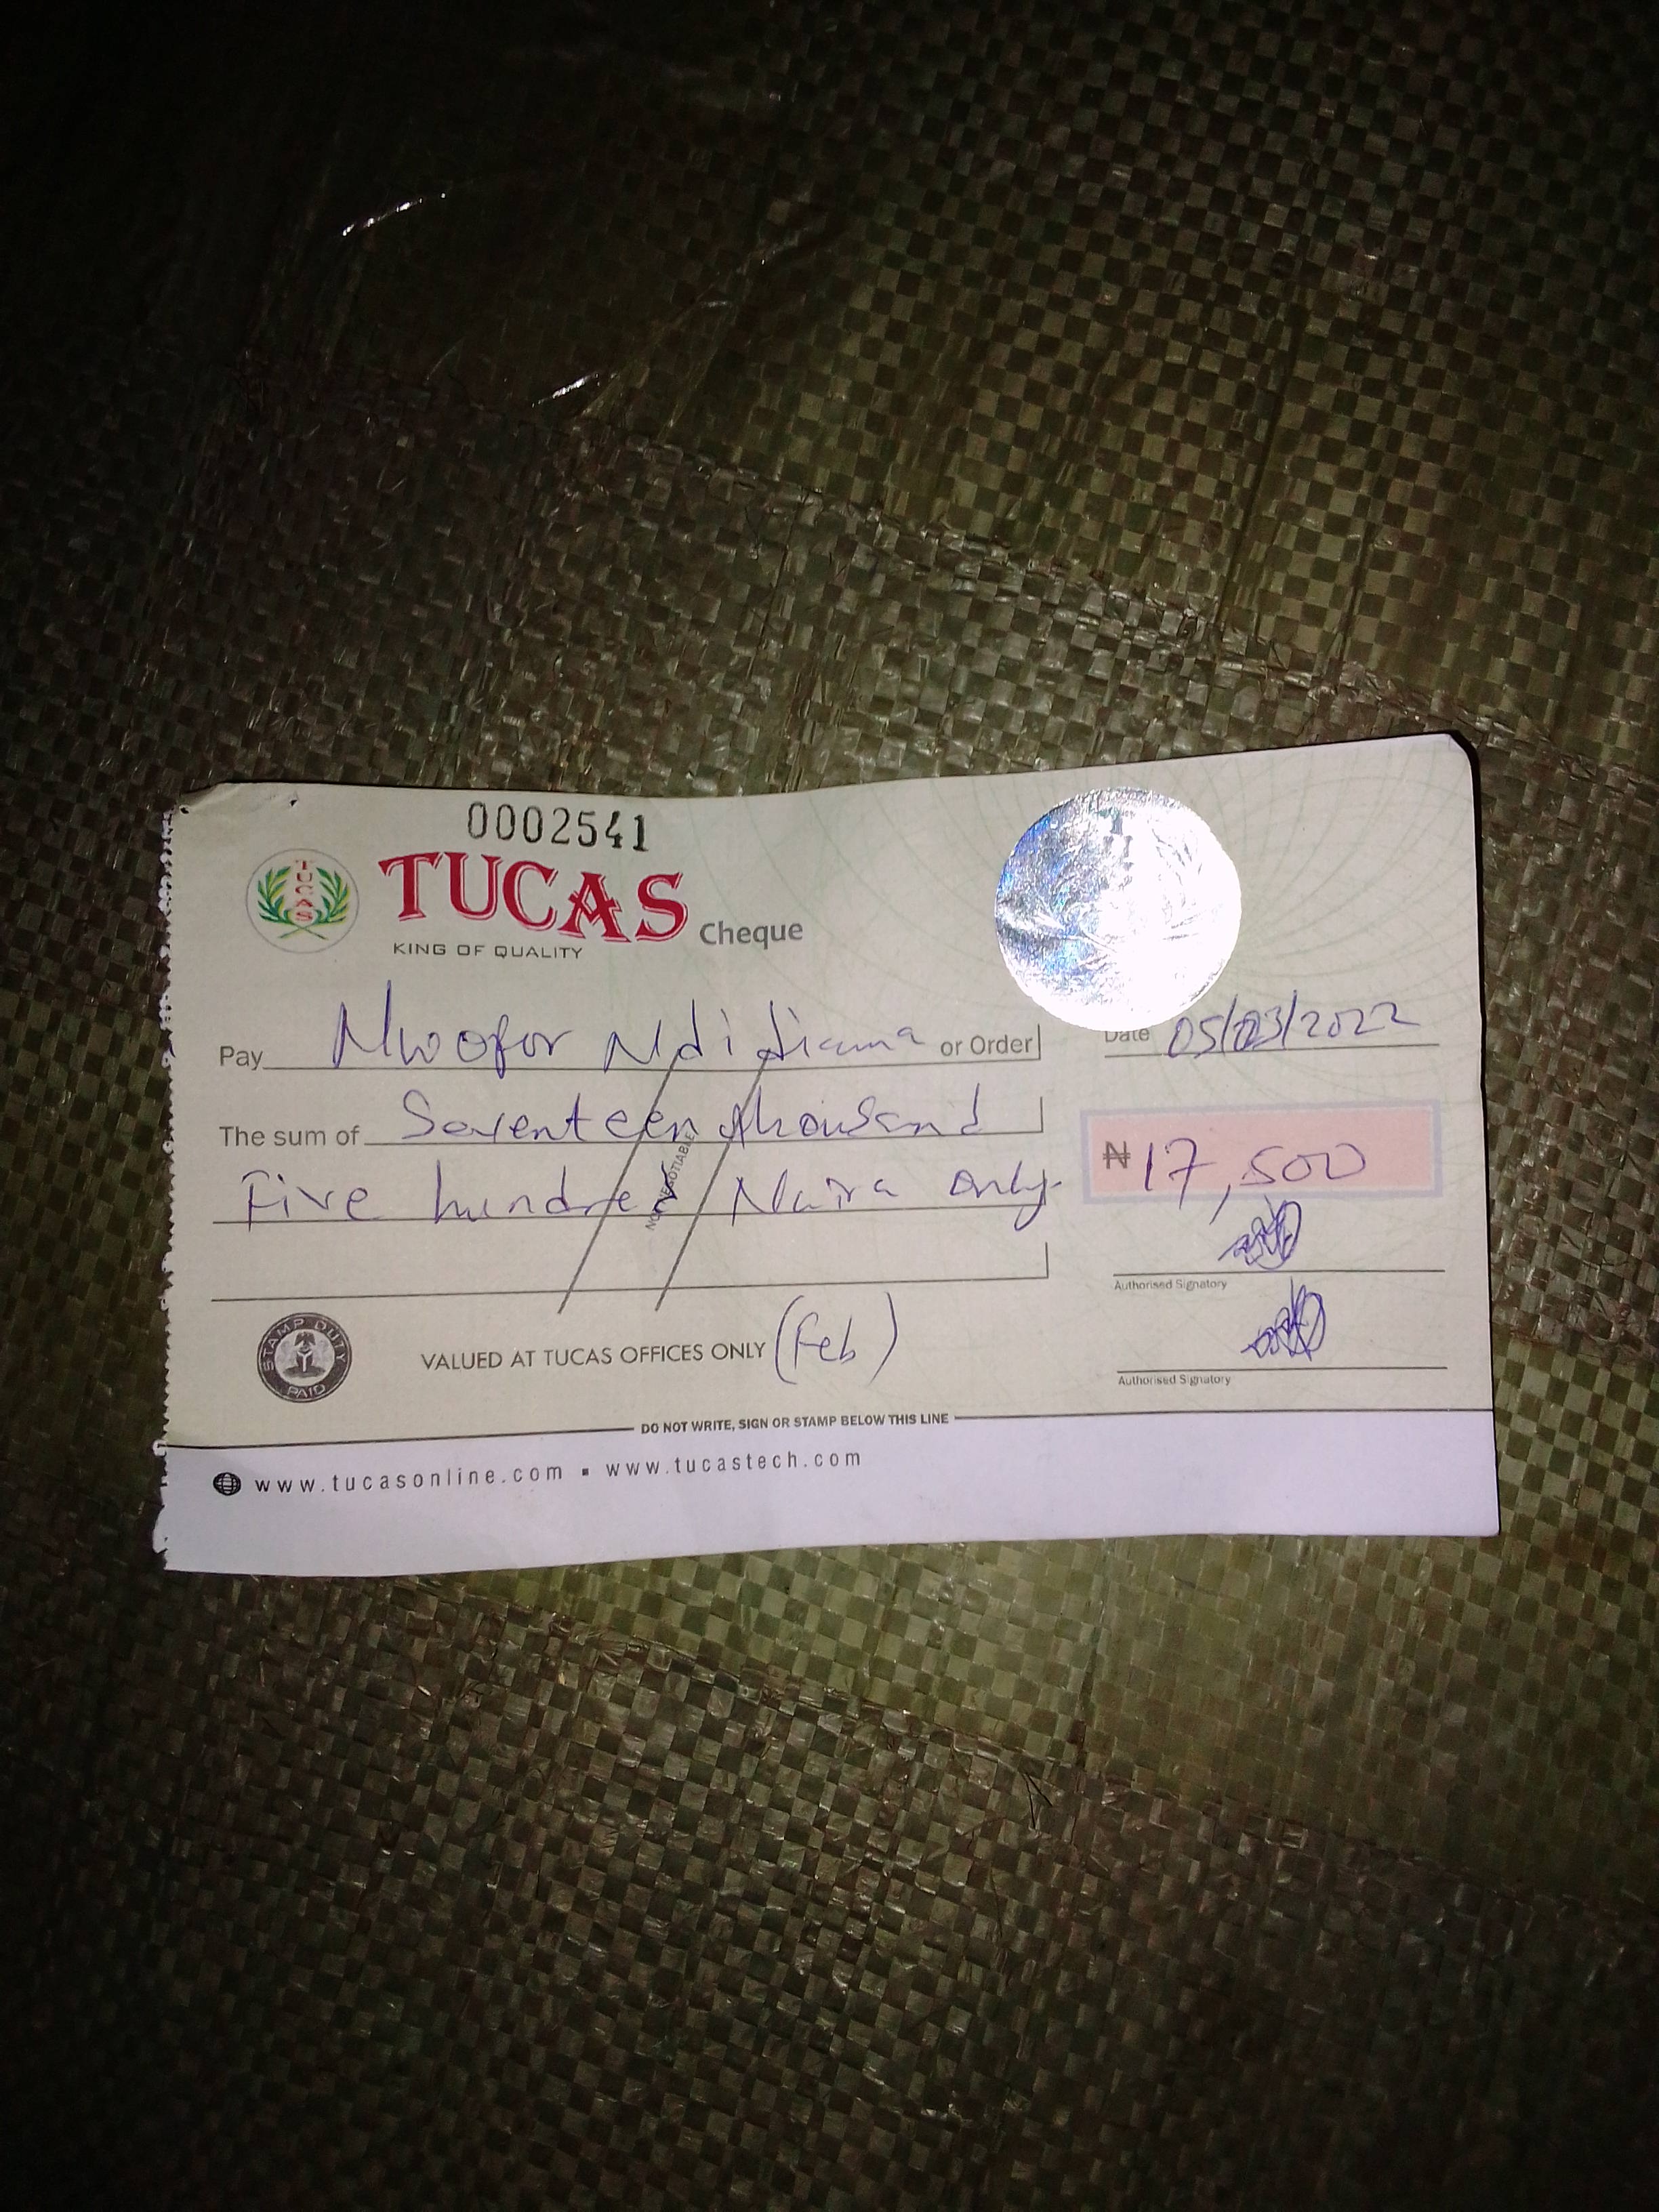 0002541
TUCAS
TUCAS Cheque
KING OF QUALITY
Pay Nwofor Ndidiama or Order
Date 05/03/2022
The sum of Seventeen thousand
Five hundred Naira only
₦ 17,500
NOT NEGOTIABLE
Authorised Signatory
STAMP DUTY PAID
VALUED AT TUCAS OFFICES ONLY (Feb)
Authorised Signatory
DO NOT WRITE, SIGN OR STAMP BELOW THIS LINE
www.tucasonline.com ▪ www.tucastech.com